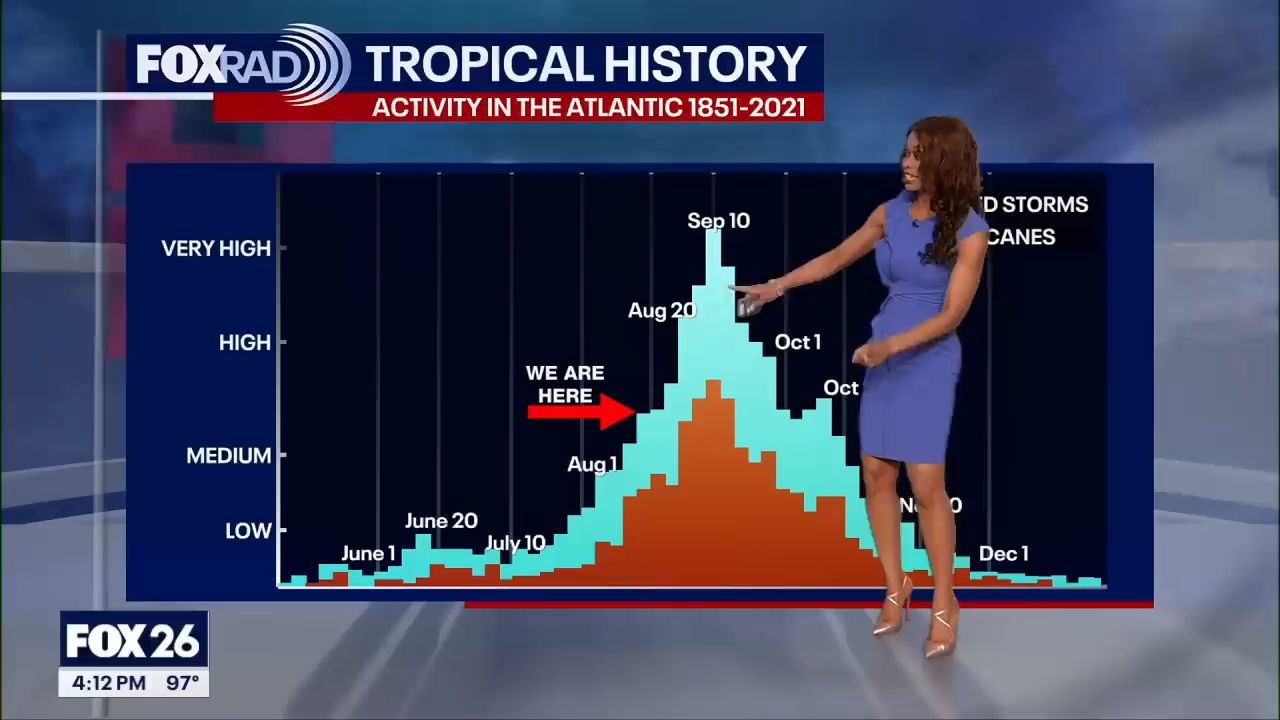 FOXRAD TROPICAL HISTORY
ACTIVITY IN THE ATLANTIC 1851-2021
D STORMS
CANES
VERY HIGH
HIGH
MEDIUM
LOW
Sep 10
Aug 20
Oct 1
WE ARE
HERE
Oct
Aug 1
June 20
July 10
June 1
Dec 1
FOX 26
4:12 PM 97°